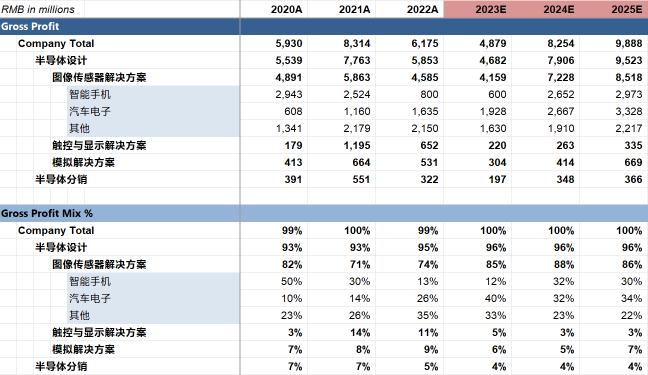 RMB in millions 2020A 2021A 2022A 2023E 2024E 2025E
Gross Profit
Company Total 5,930 8,314 6,175 4,879 8,254 9,888
半导体设计 5,539 7,763 5,853 4,682 7,906 9,523
图像传感器解决方案 4,891 5,863 4,585 4,159 7,228 8,518
智能手机 2,943 2,524 800 600 2,652 2,973
汽车电子 608 1,160 1,635 1,928 2,667 3,328
其他 1,341 2,179 2,150 1,630 1,910 2,217
触控与显示解决方案 179 1,195 652 220 263 335
模拟解决方案 413 664 531 304 414 669
半导体分销 391 551 322 197 348 366
Gross Profit Mix %
Company Total 99% 100% 99% 100% 100% 100%
半导体设计 93% 93% 95% 96% 96% 96%
图像传感器解决方案 82% 71% 74% 85% 88% 86%
智能手机 50% 30% 13% 12% 32% 30%
汽车电子 10% 14% 26% 40% 32% 34%
其他 23% 26% 35% 33% 23% 22%
触控与显示解决方案 3% 14% 11% 5% 3% 3%
模拟解决方案 7% 8% 9% 6% 5% 7%
半导体分销 7% 7% 5% 4% 4% 4%